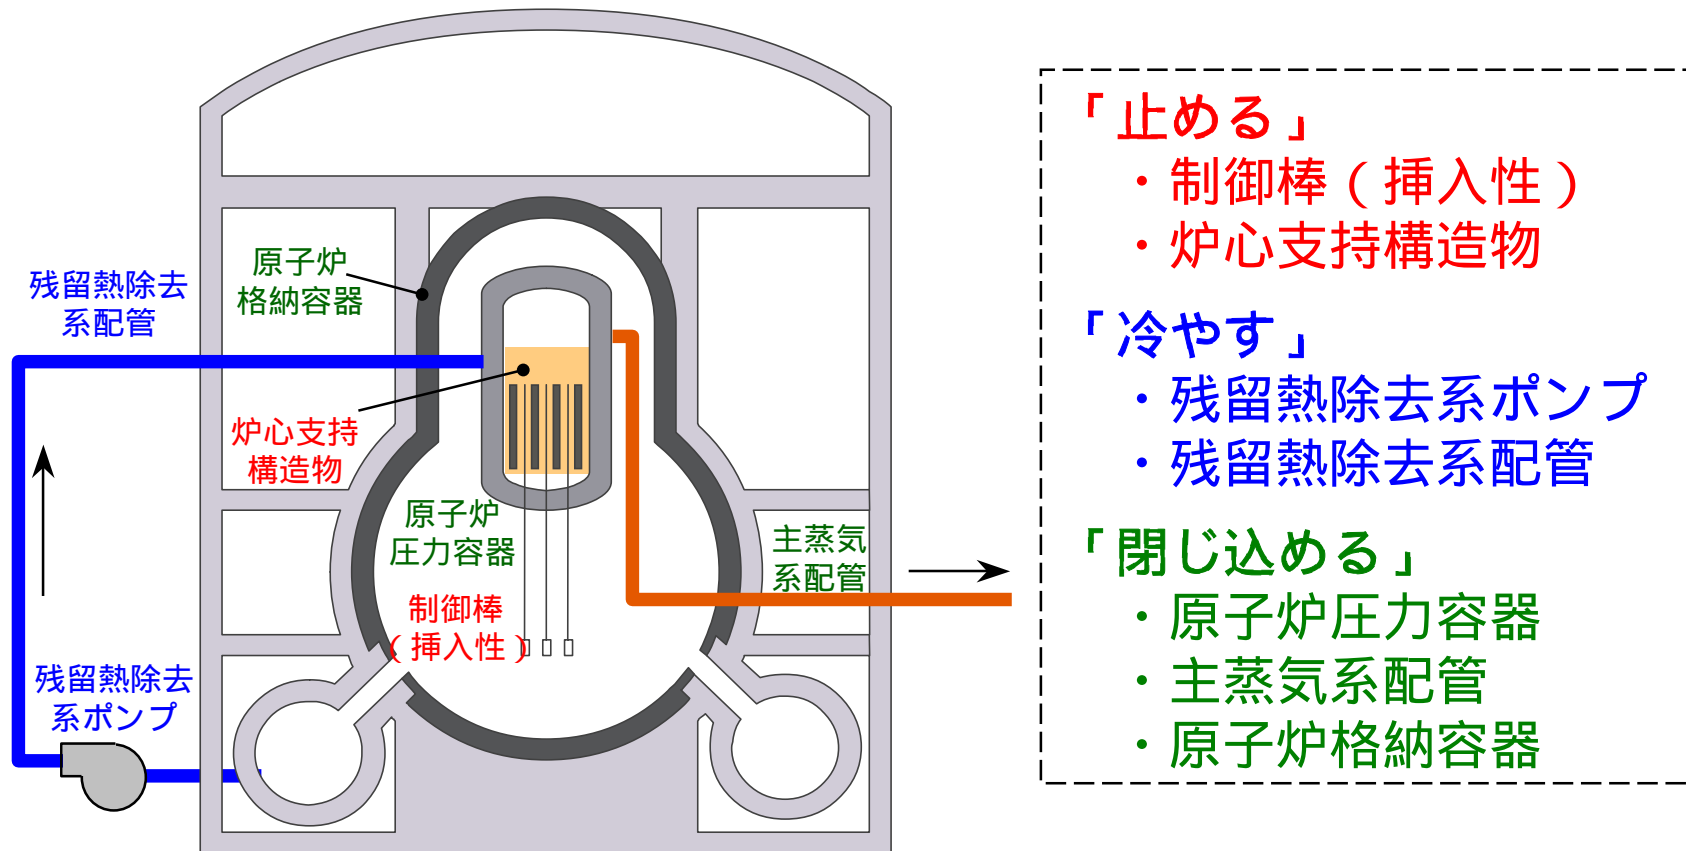 原子炉
格納容器
残留熱除去
系配管
炉心支持
構造物
原子炉
圧力容器
主蒸気
系配管
制御棒
(挿入性)
残留熱除去
系ポンプ
「止める」
・制御棒(挿入性)
・炉心支持構造物
「冷やす」
・残留熱除去系ポンプ
・残留熱除去系配管
「閉じ込める」
・原子炉圧力容器
・主蒸気系配管
・原子炉格納容器